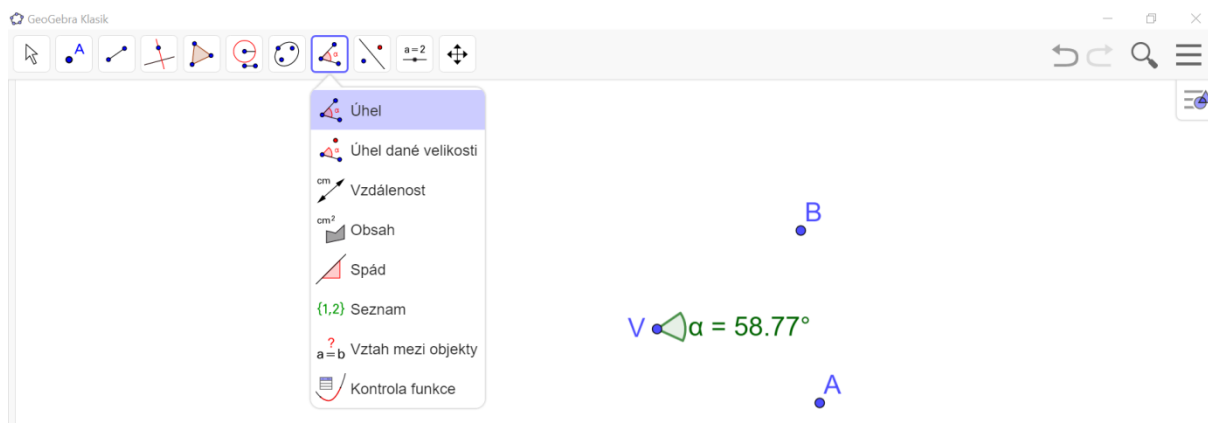 GeoGebra Klasik
A
a=2
α
Úhel
α
Úhel dané velikosti
cm
Vzdálenost
cm²
Obsah
Spád
{1,2} Seznam
?
a=b Vztah mezi objekty
Kontrola funkce
B
V α = 58.77°
A